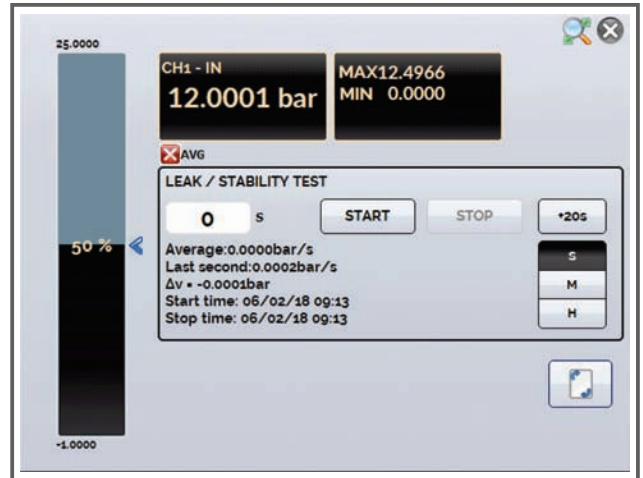 25.0000
CH1 - IN
12.0001 bar
MAX12.4966
MIN 0.0000
AVG
LEAK / STABILITY TEST
0 s START STOP +20s
50 %
Average:0.0000bar/s
Last second:0.0002bar/s
Δv = -0.0001bar
Start time: 06/02/18 09:13
Stop time: 06/02/18 09:13
S
M
H
-1.0000